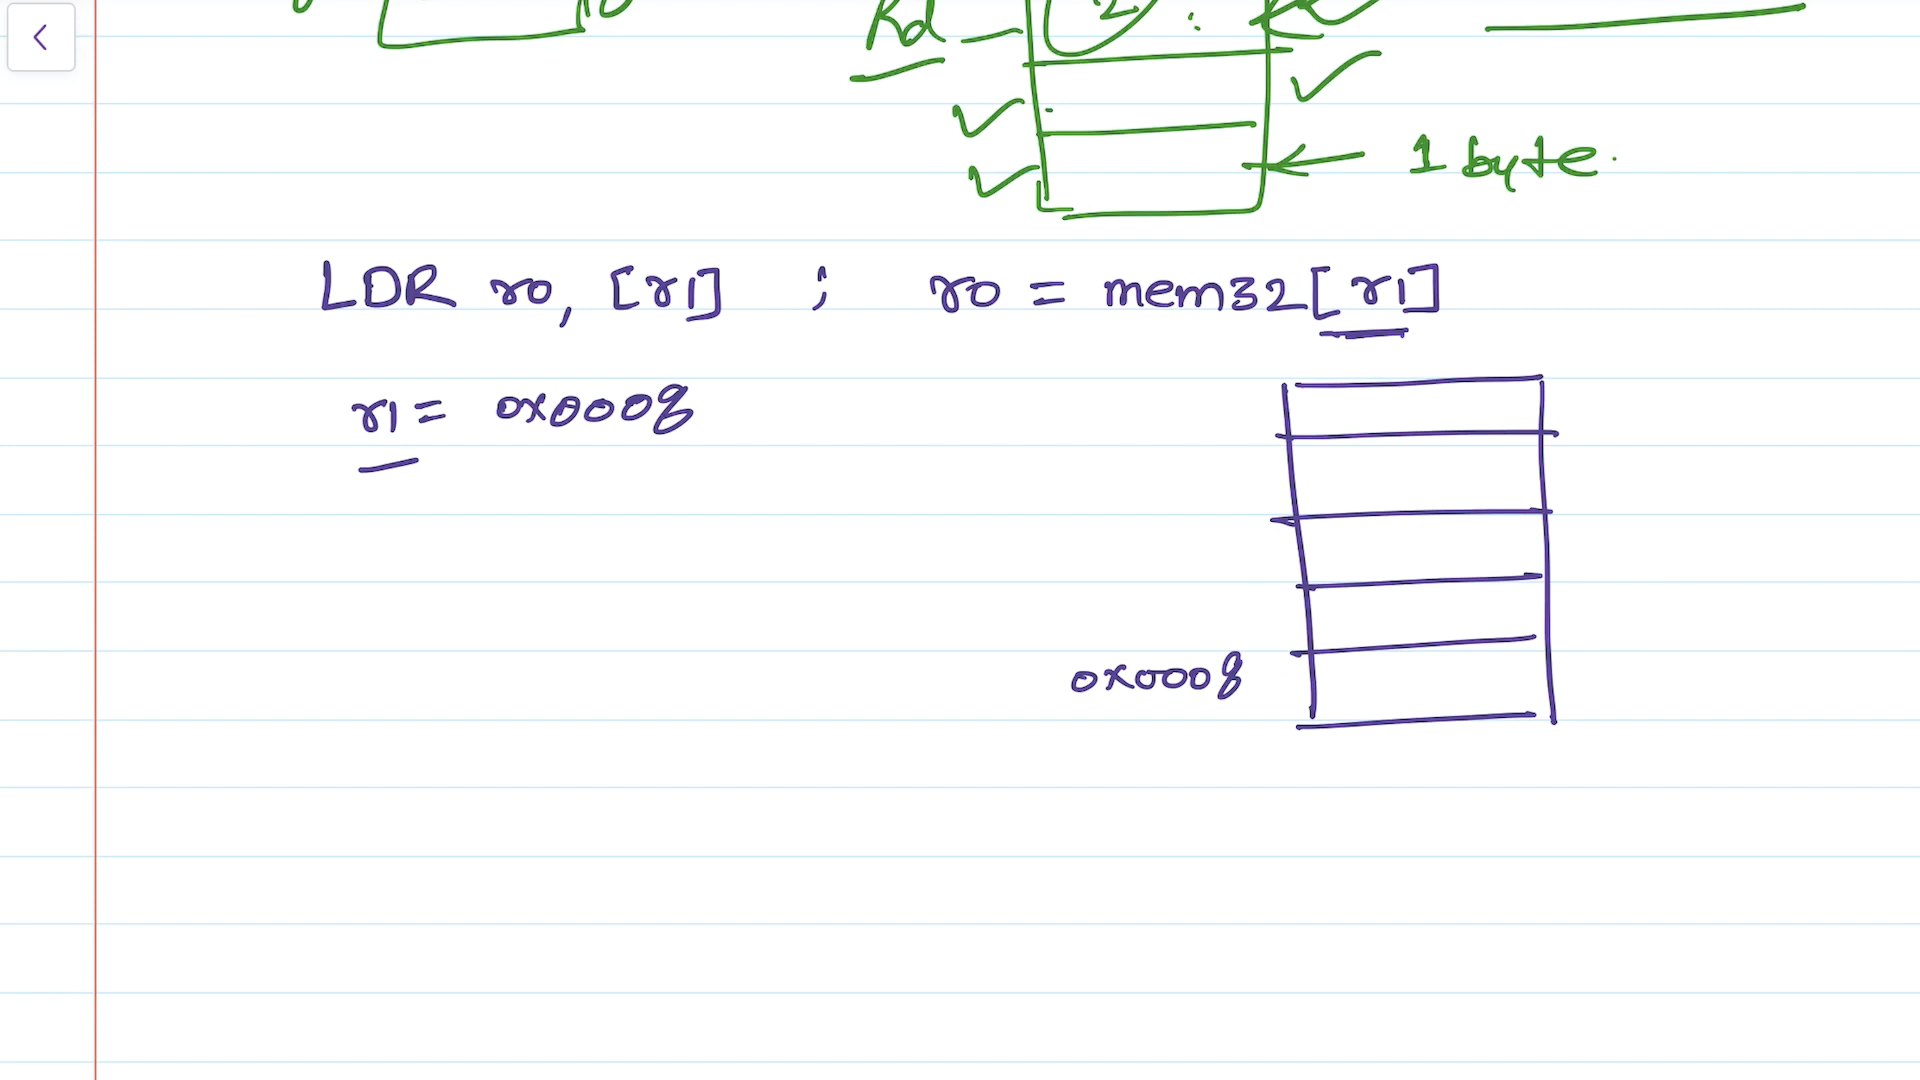 Rd
1 byte.
LDR r0, [r1] ; r0 = mem32[r1]
r1 = 0x0008
0x0008